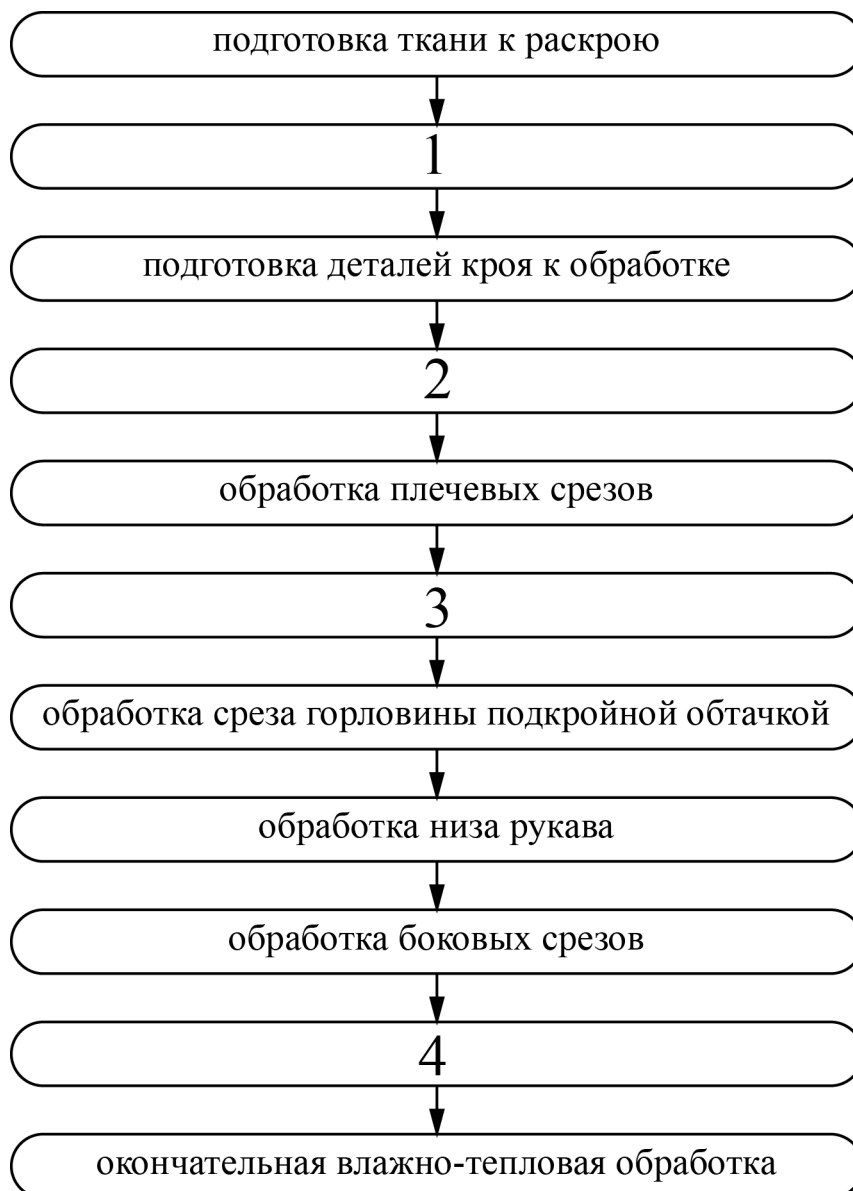 подготовка ткани к раскрою
1
подготовка деталей кроя к обработке
2
обработка плечевых срезов
3
обработка среза горловины подкройной обтачкой
обработка низа рукава
обработка боковых срезов
4
окончательная влажно-тепловая обработка